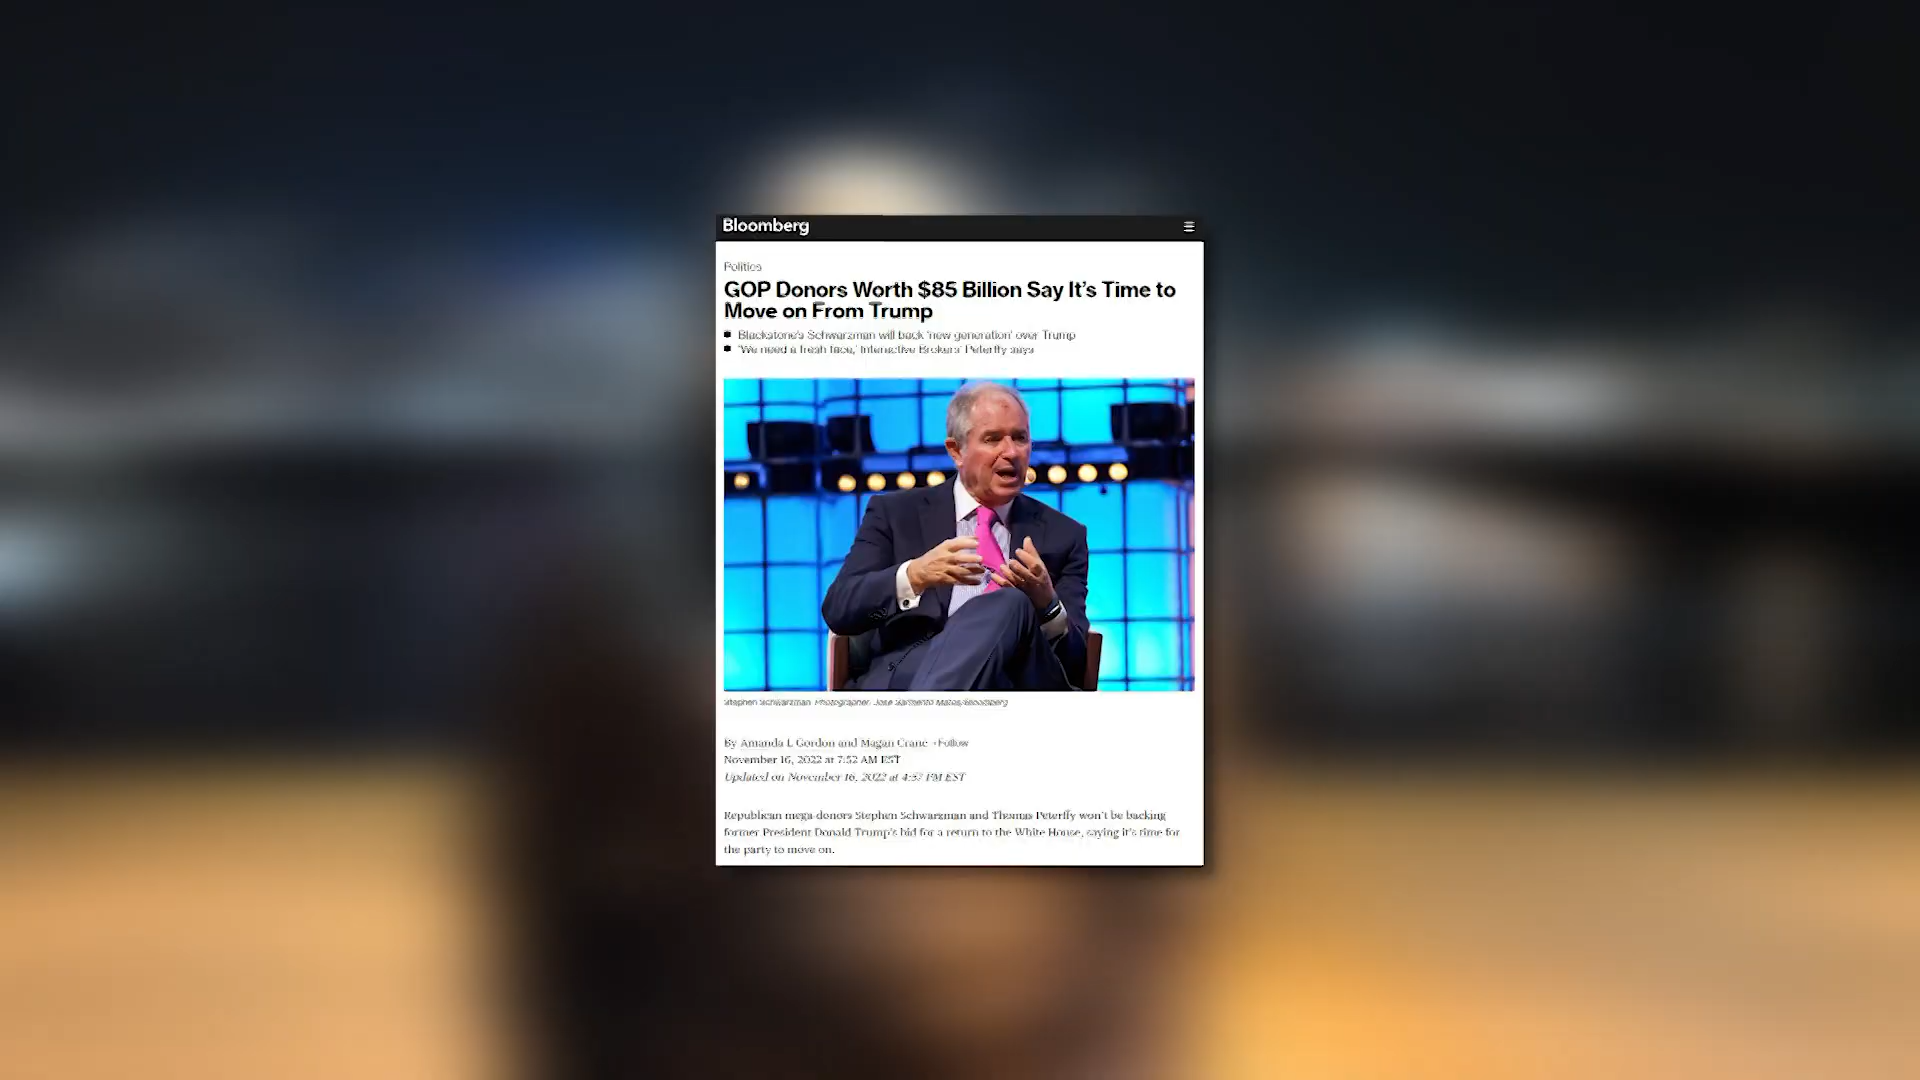 Bloomberg
Politics
GOP Donors Worth $85 Billion Say It's Time to
Move on From Trump
Blackstone's Schwarzman will back 'new generation' over Trump
'We need a fresh face,' Interactive Brokers' Peterffy says
Stephen Schwarzman Photographer: Jose Sarmento Matos/Bloomberg
By Amanda L Gordon and Magan Crane +Follow
November 16, 2022 at 7:52 AM EST
Updated on November 16, 2022 at 4:37 PM EST
Republican mega-donors Stephen Schwarzman and Thomas Peterffy won't be backing
former President Donald Trump's bid for a return to the White House, saying it's time for
the party to move on.